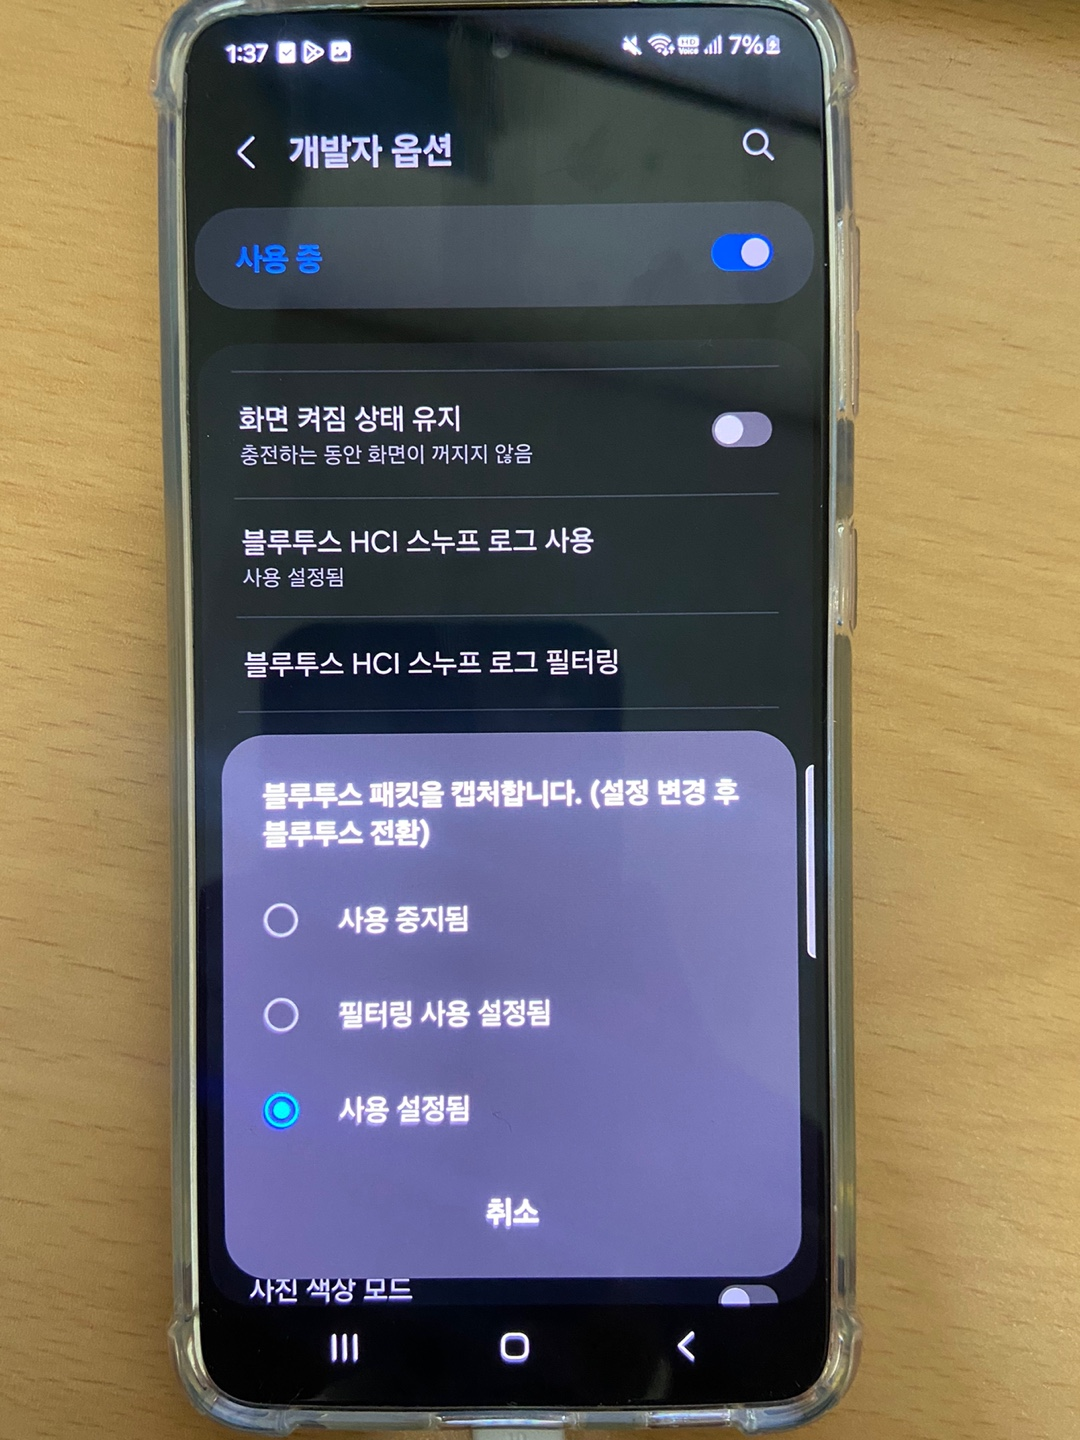 1:37 7%
개발자 옵션
사용 중
화면 켜짐 상태 유지
충전하는 동안 화면이 꺼지지 않음
블루투스 HCI 스누프 로그 사용
사용 설정됨
블루투스 HCI 스누프 로그 필터링
블루투스 패킷을 캡처합니다. (설정 변경 후
블루투스 전환)
사용 중지됨
필터링 사용 설정됨
사용 설정됨
취소
사진 색상 모드